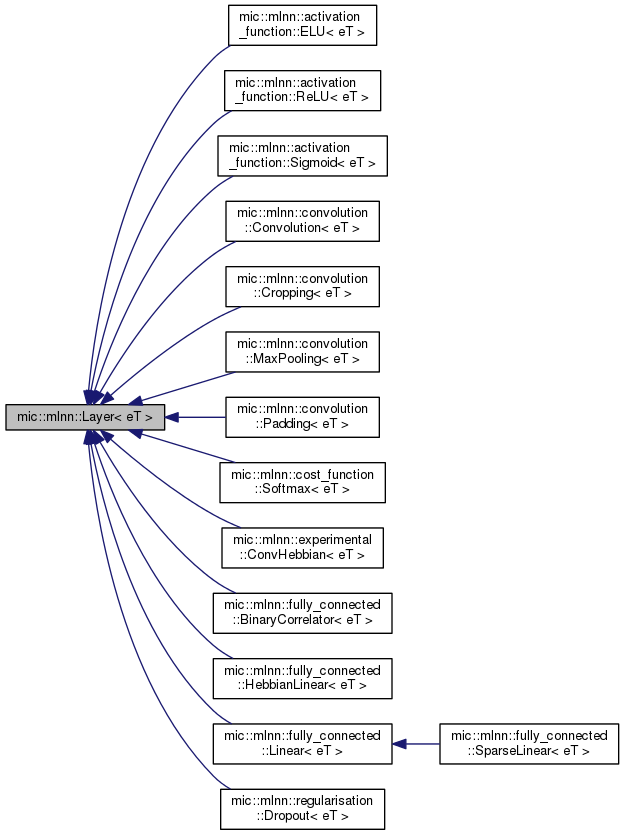 mic::mlnn::activation
_function::ELU< eT >
mic::mlnn::activation
_function::ReLU< eT >
mic::mlnn::activation
_function::Sigmoid< eT >
mic::mlnn::convolution
::Convolution< eT >
mic::mlnn::convolution
::Cropping< eT >
mic::mlnn::convolution
::MaxPooling< eT >
mic::mlnn::Layer< eT >
mic::mlnn::convolution
::Padding< eT >
mic::mlnn::cost_function
::Softmax< eT >
mic::mlnn::experimental
::ConvHebbian< eT >
mic::mlnn::fully_connected
::BinaryCorrelator< eT >
mic::mlnn::fully_connected
::HebbianLinear< eT >
mic::mlnn::fully_connected
::Linear< eT >
mic::mlnn::fully_connected
::SparseLinear< eT >
mic::mlnn::regularisation
::Dropout< eT >